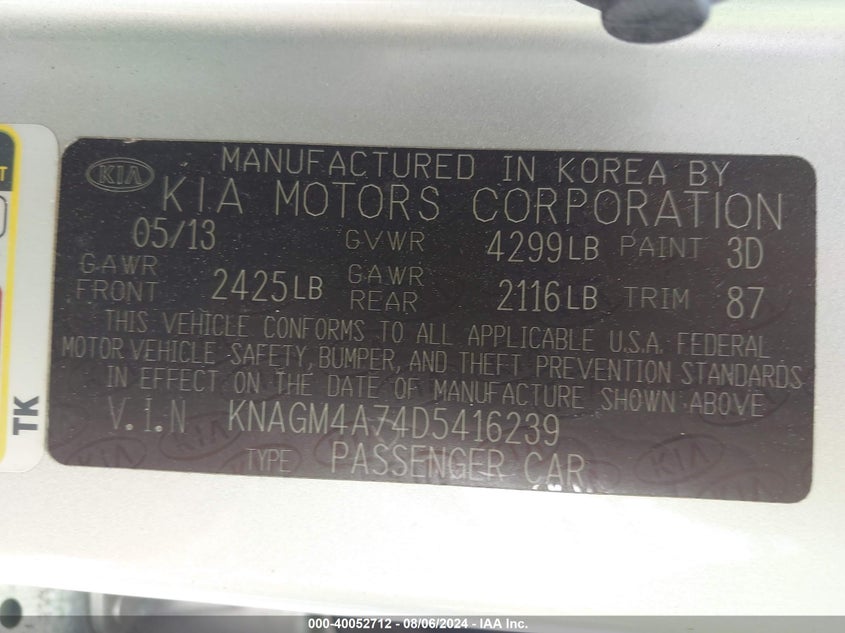 MANUFACTURED IN KOREA BY
KIA KIA MOTORS CORPORATION
05/13 GVWR 4299LB PAINT 3D
GAWR FRONT 2425LB GAWR REAR 2116LB TRIM 87
THIS VEHICLE CONFORMS TO ALL APPLICABLE U.S.A. FEDERAL
MOTOR VEHICLE SAFETY, BUMPER, AND THEFT PREVENTION STANDARDS
IN EFFECT ON THE DATE OF MANUFACTURE SHOWN ABOVE
V.I.N KNAGM4A74D5416239
TYPE PASSENGER CAR
KIA
TK
000-40052712 - 08/06/2024 - IAA Inc.